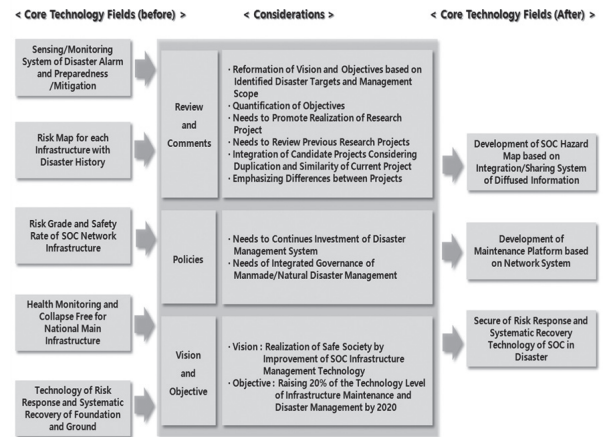 < Core Technology Fields (before) >
< Considerations >
< Core Technology Fields (After) >
Sensing/Monitoring
System of Disaster Alarm
and Preparedness
/Mitigation
Risk Map for each
Infrastructure with
Disaster History
Risk Grade and Safety
Rate of SOC Network
Infrastructure
Health Monitoring and
Collapse Free for
National Main
Infrastructure
Technology of Risk
Response and Systematic
Recovery of Foundation
and Ground
Review
and
Comments
· Reformation of Vision and Objectives based on
Identified Disaster Targets and Management
Scope
· Quantification of Objectives
· Needs to Promote Realization of Research
Project
· Needs to Review Previous Research Projects
· Integration of Candidate Projects Considering
Duplication and Similarity of Current Project
· Emphasizing Differences between Projects
Policies
· Needs to Continues Investment of Disaster
Management System
· Needs of Integrated Governance of
Manmade/Natural Disaster Management
Vision
and
Objective
· Vision : Realization of Safe Society by
Improvement of SOC Infrastructure
Management Technology
· Objective : Raising 20% of the Technology Level
of Infrastructure Maintenance and
Disaster Management by 2020
Development of SOC Hazard
Map based on
Integration/Sharing System
of Diffused Information
Development of
Maintenance Platform based
on Network System
Secure of Risk Response and
Systematic Recovery
Technology of SOC in
Disaster